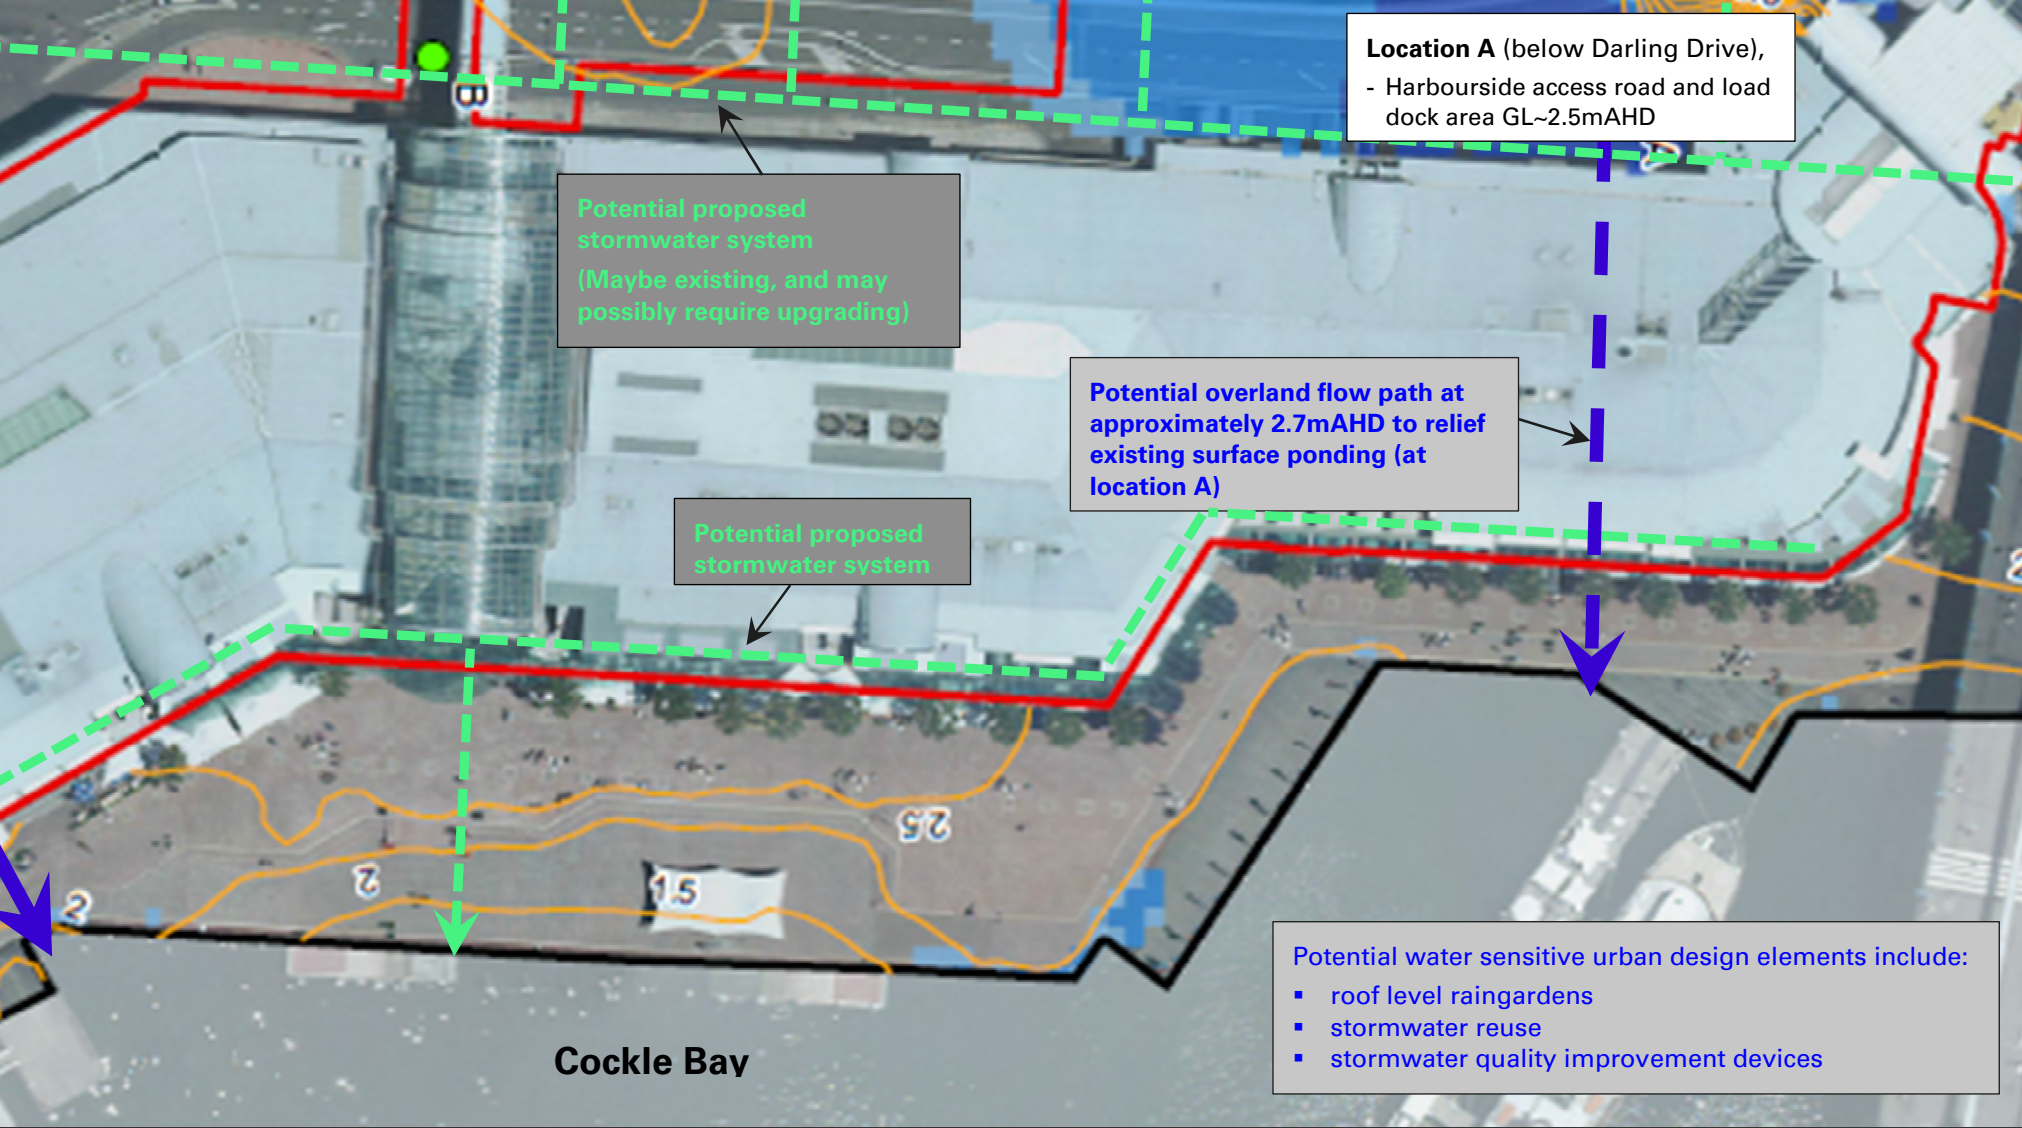 Location A (below Darling Drive),
- Harbourside access road and load
dock area GL~2.5mAHD
B
A
Potential proposed
stormwater system
(Maybe existing, and may
possibly require upgrading)
Potential overland flow path at
approximately 2.7mAHD to relief
existing surface ponding (at
location A)
Potential proposed
stormwater system
2.5
2
1.5
2
2
Potential water sensitive urban design elements include:
▪ roof level raingardens
▪ stormwater reuse
▪ stormwater quality improvement devices
Cockle Bay